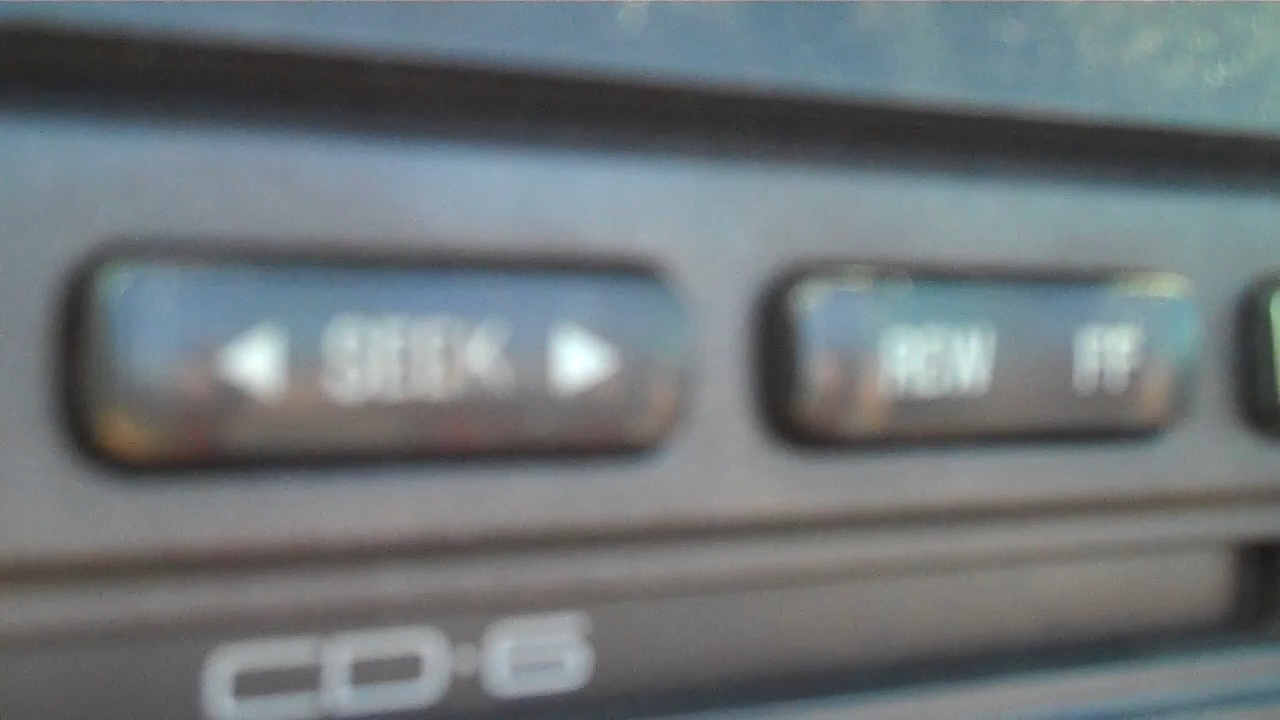 ◀ SEEK ▶ REW FF
CD·6